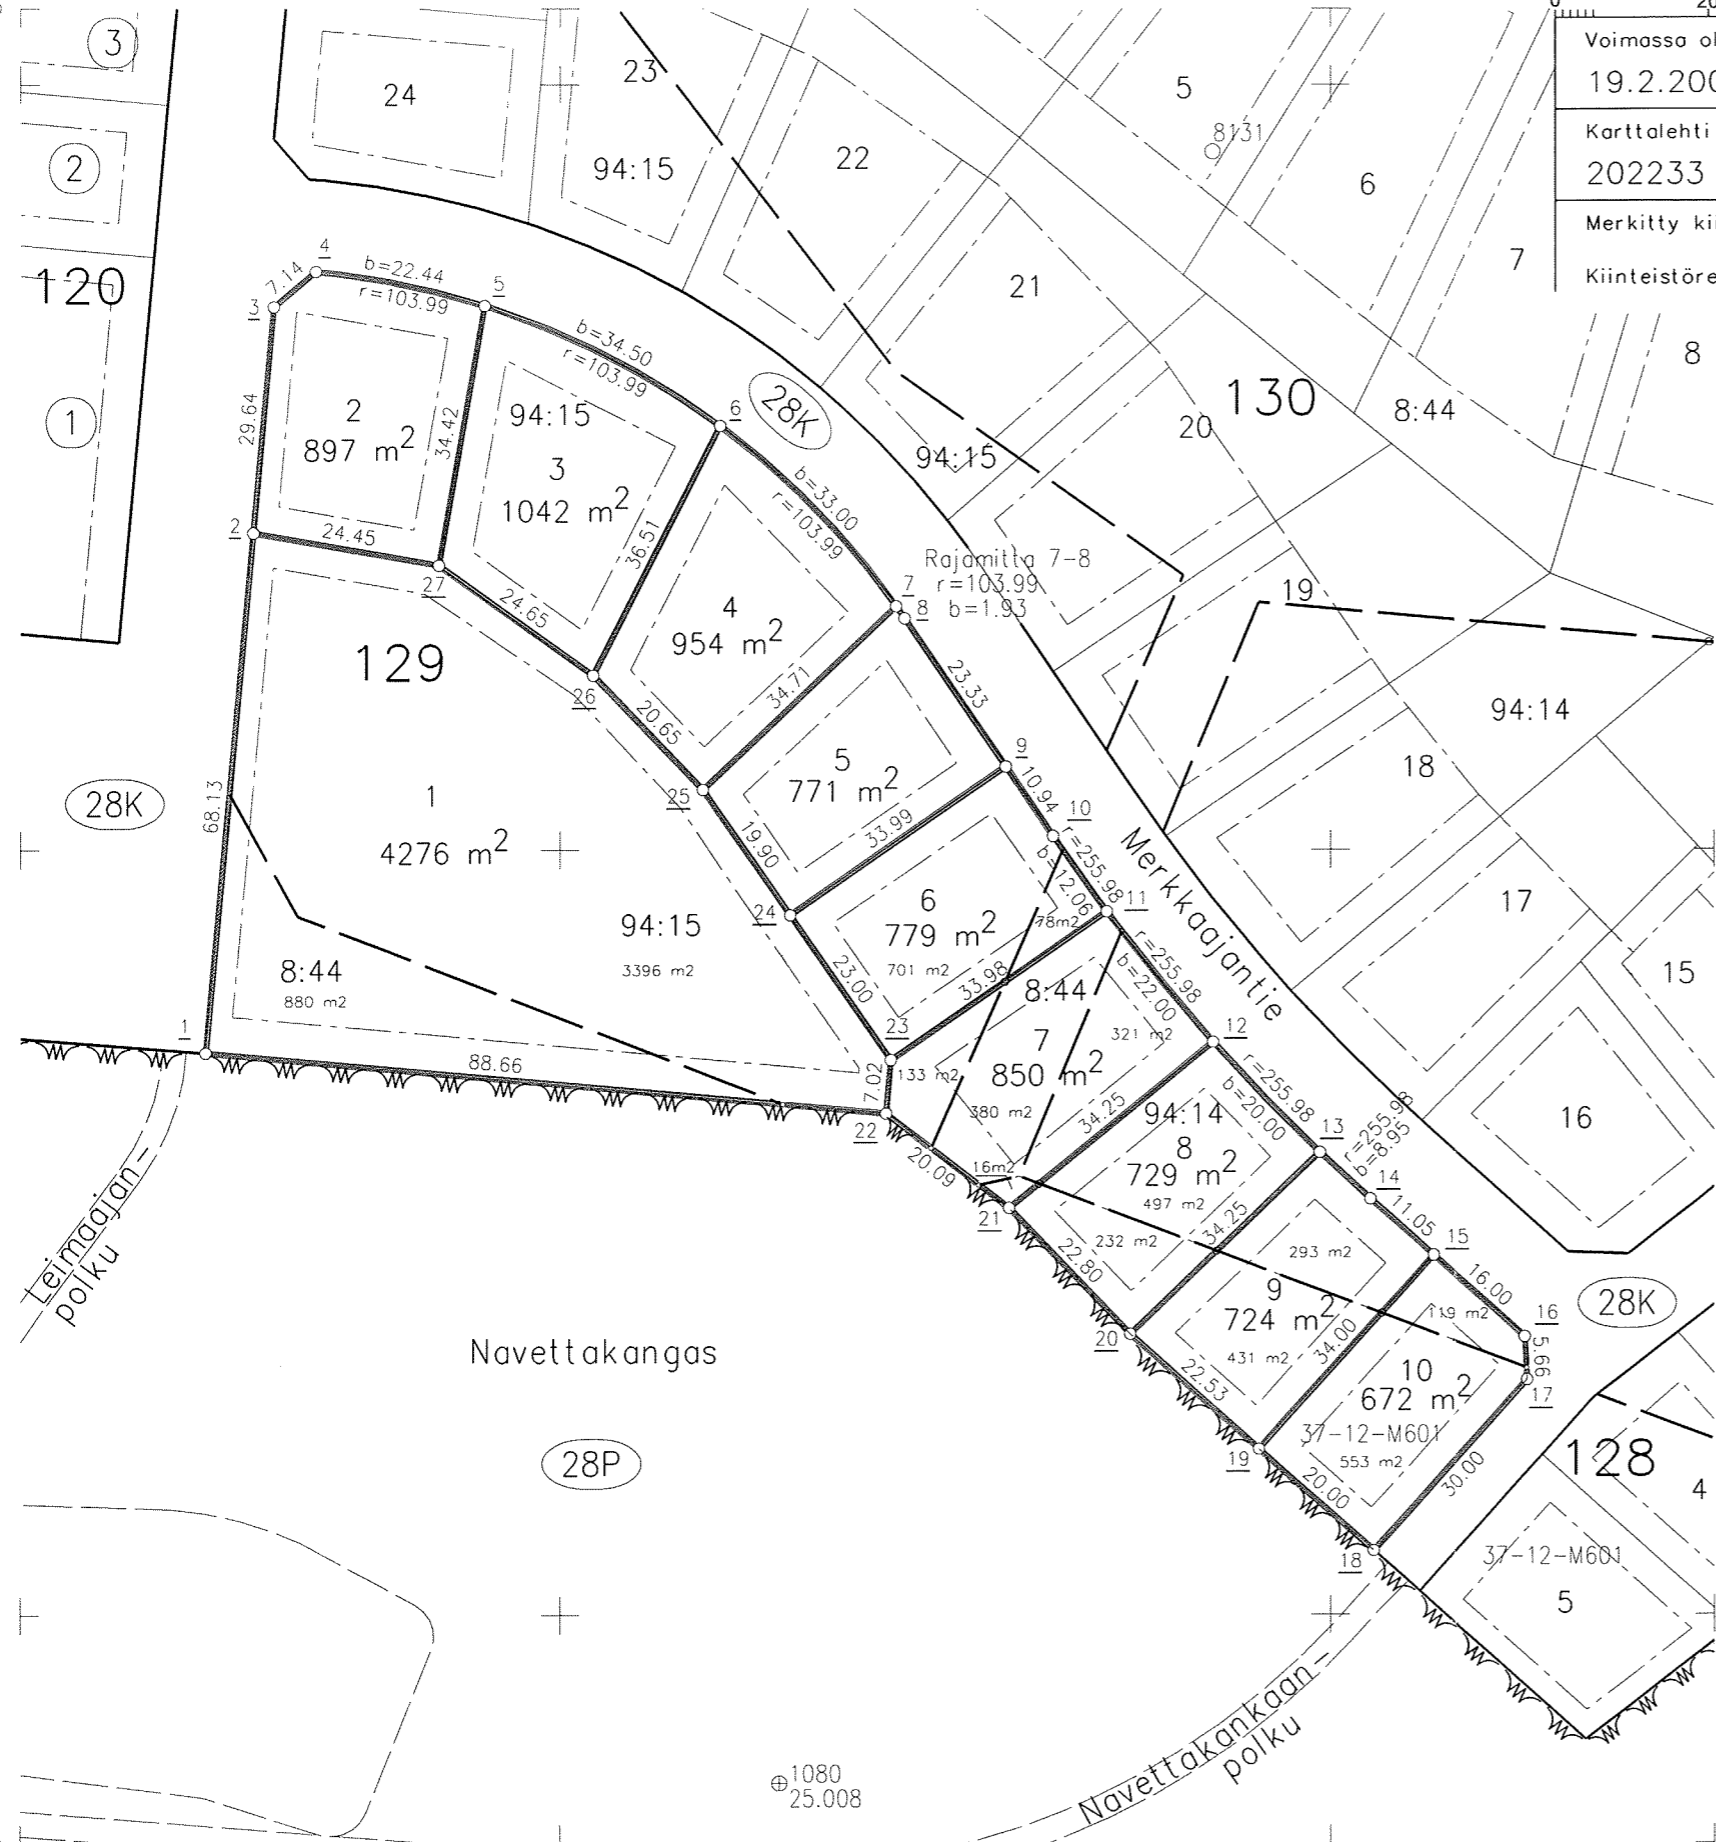 0
20
Voimassa ol
19.2.200
Karttalehti
202233
Merkitty kii
Kiinteistöre
3
2
120
1
24
23
94:15
22
5
8131
6
7
8
21
130
20
8:44
94:15
19
94:14
18
17
15
16
4
7.14
b=22.44
r=103.99
5
3
b=34.50
r=103.99
6
28K
29.64
2
897 m2
34.42
94:15
3
1042 m2
36.51
b=33.00
r=103.99
Rajamitta 7-8
r=103.99
b=1.93
7
8
2
24.45
27
24.65
129
26
4
954 m2
20.65
34.71
23.33
9
25
5
771 m2
10.94
10
28K
68.13
1
4276 m2
19.90
33.99
r=255.98
b=12.06
11
Merkkaajantie
24
6
779 m2
701 m2
78m2
94:15
3396 m2
8:44
880 m2
23.00
33.98
r=255.98
b=22.00
8:44
321 m2
12
23
7
850 m2
133 m2
380 m2
1
88.66
7.02
22
20.09
16m2
21
34.25
r=255.98
b=20.00
94:14
8
729 m2
497 m2
232 m2
13
r=255.98
b=8.95
14
11.05
15
22.80
34.25
293 m2
9
724 m2
431 m2
16.00
16
28K
20
22.53
34.00
119 m2
5.66
10
672 m2
17
37-12-M601
553 m2
19
20.00
30.00
18
128
4
37-12-M601
5
Leimaajan-
polku
Navettakangas
28P
Navettakankaan-
polku
1080
25.008